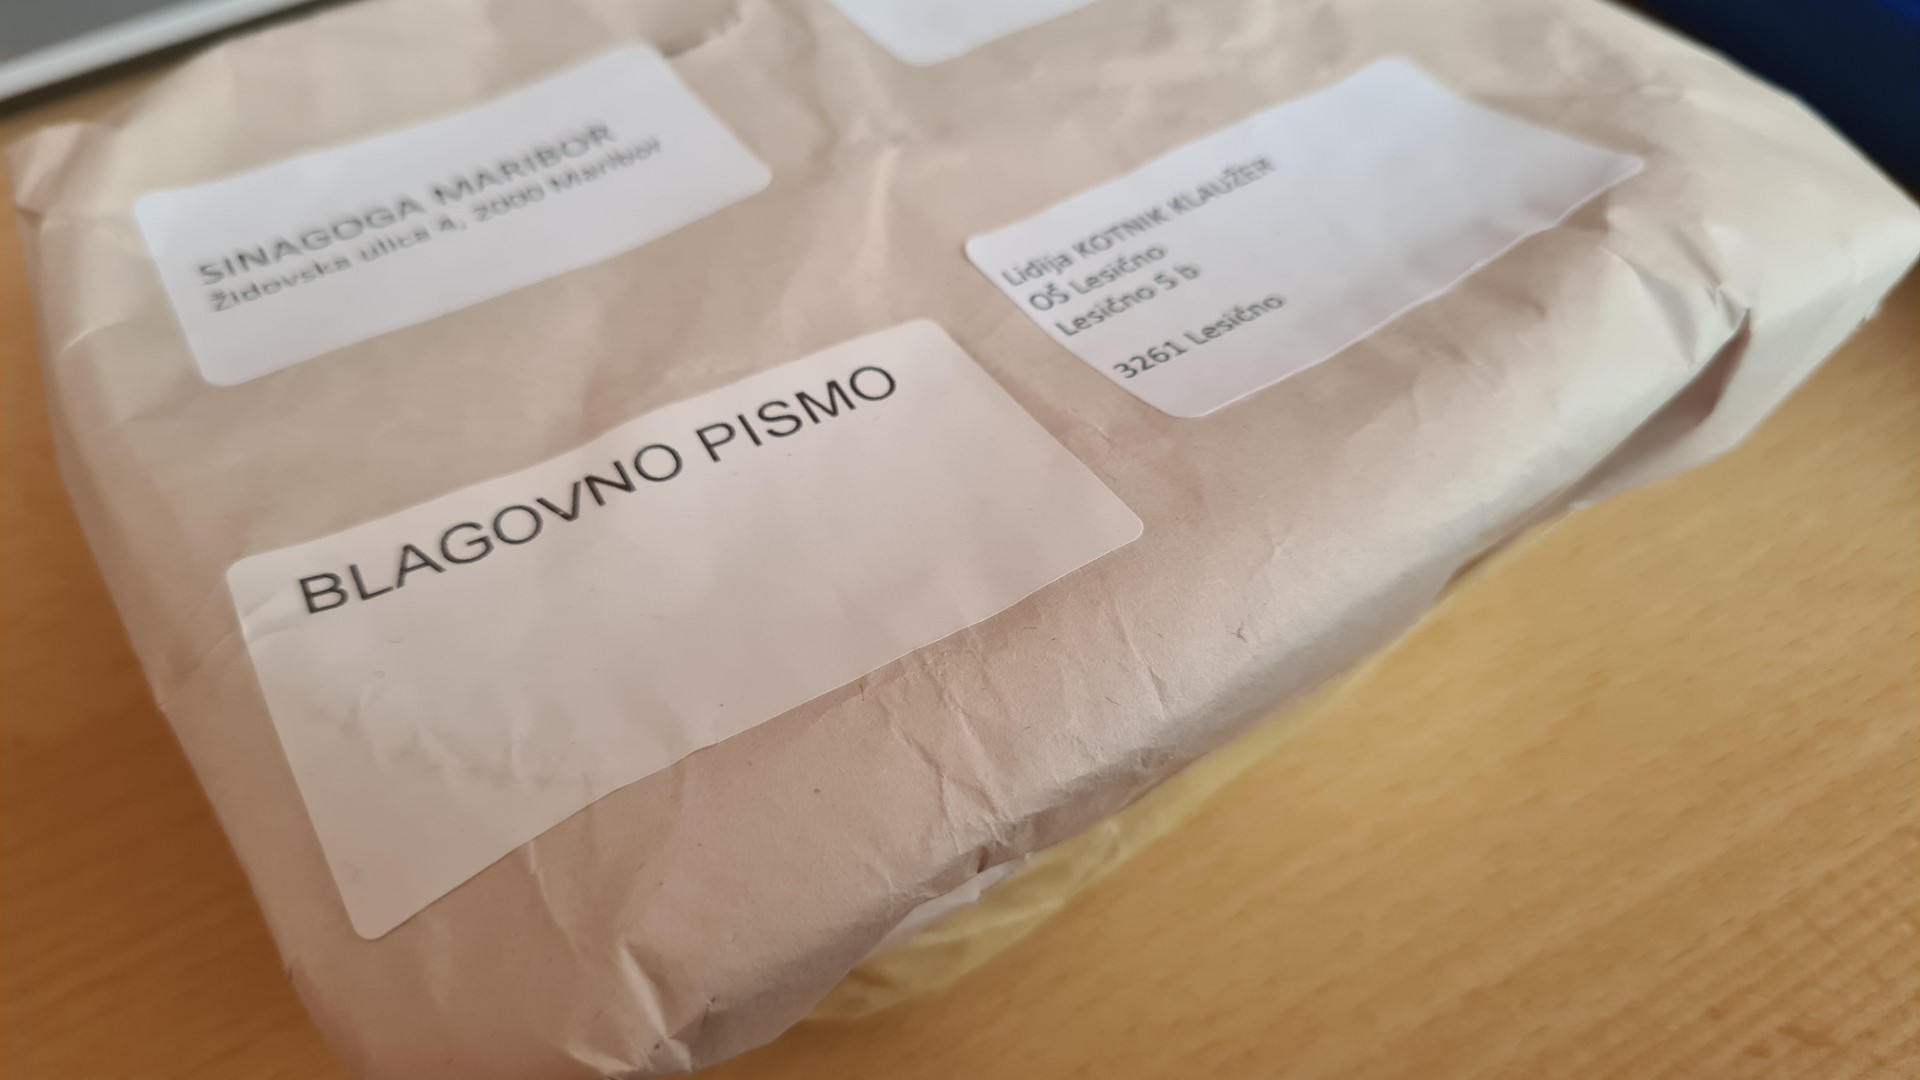 SINAGOGA MARIBOR
Židovska ulica 4, 2000 Maribor
Lidija KOTNIK KLAUŽER
OŠ Lesično
Lesično 5 b
3261 Lesično
BLAGOVNO PISMO